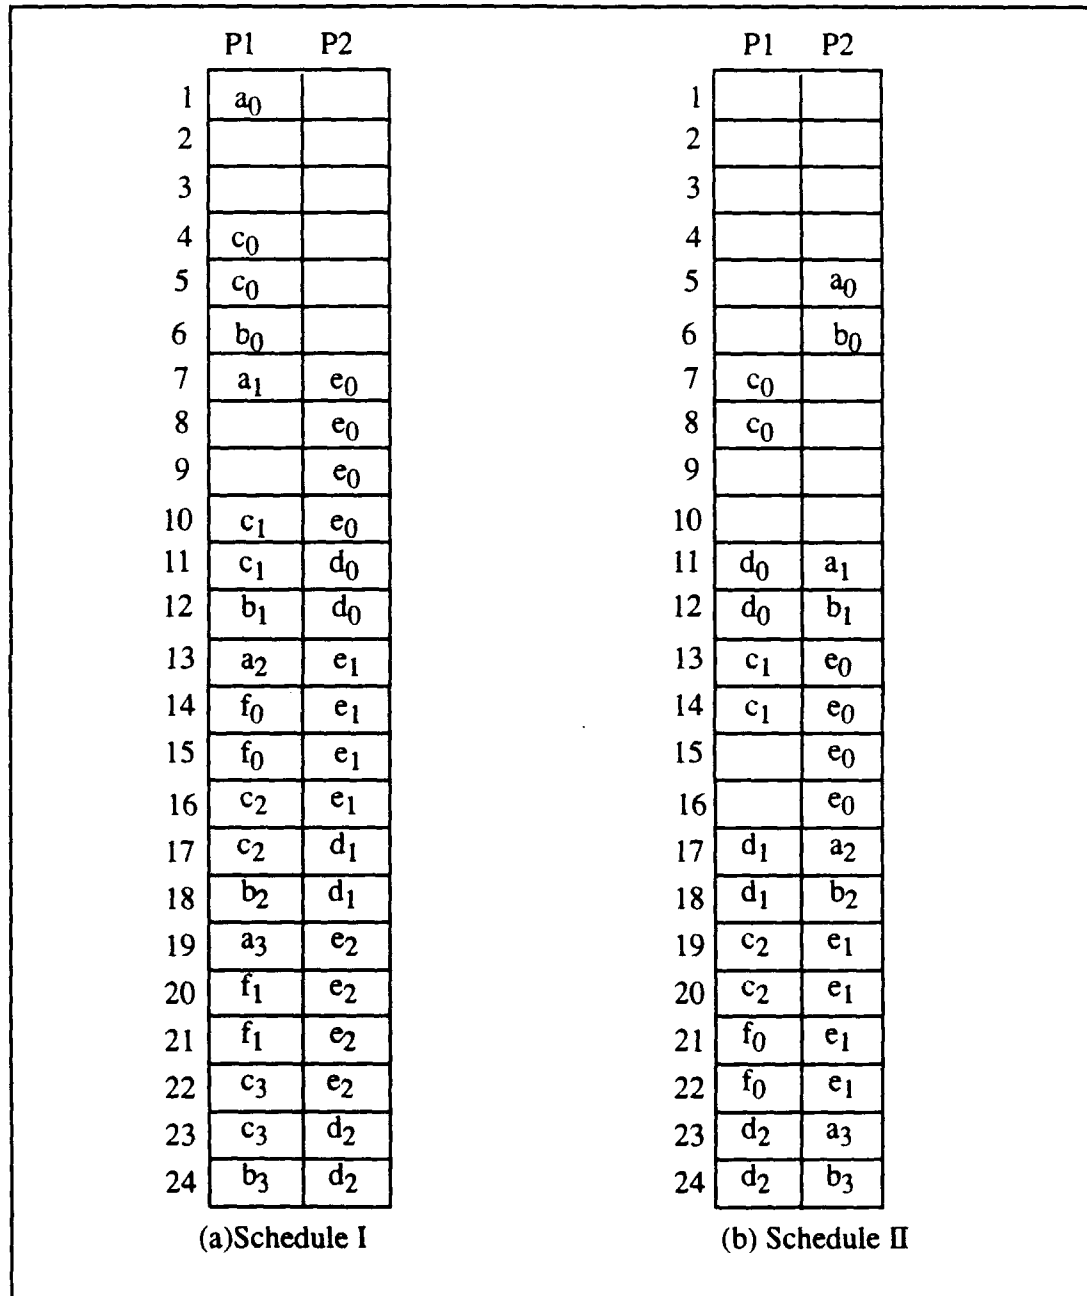 P1 P2 P1 P2
1 a0 1
2 2
3 3
4 c0 4
5 c0 5 a0
6 b0 6 b0
7 a1 e0 7 c0
8 e0 8 c0
9 e0 9
10 c1 e0 10
11 c1 d0 11 d0 a1
12 b1 d0 12 d0 b1
13 a2 e1 13 c1 e0
14 f0 e1 14 c1 e0
15 f0 e1 15 e0
16 c2 e1 16 e0
17 c2 d1 17 d1 a2
18 b2 d1 18 d1 b2
19 a3 e2 19 c2 e1
20 f1 e2 20 c2 e1
21 f1 e2 21 f0 e1
22 c3 e2 22 f0 e1
23 c3 d2 23 d2 a3
24 b3 d2 24 d2 b3
(a)Schedule I (b) Schedule II